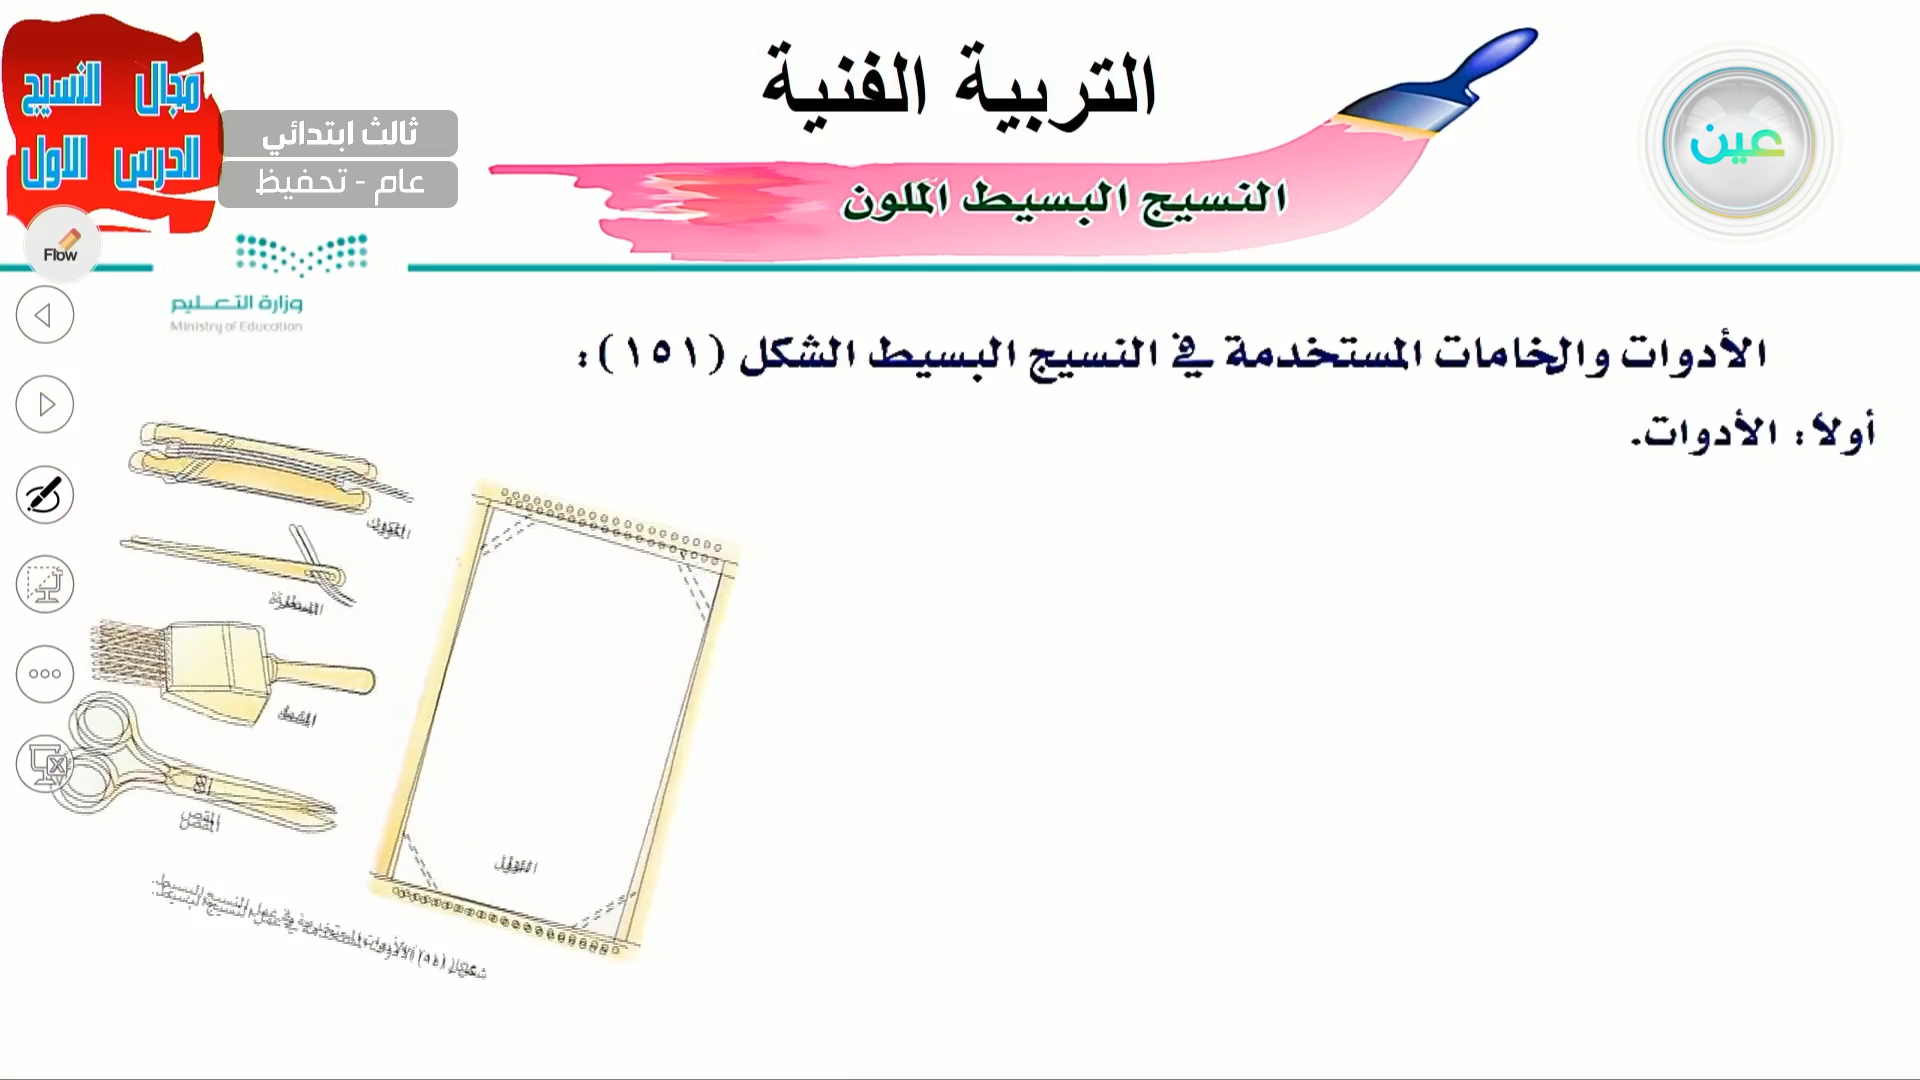 مجال النسيج
الدرس الاول
ثالث ابتدائي
عام - تحفيظ
التربية الفنية
النسيج البسيط الملون
عين
Flow
وزارة التعـــليم
Ministry of Education
الأدوات والخامات المستخدمة في النسيج البسيط الشكل (١٥١):
أولاً: الأدوات.
المكوك
المسطرة
المشط
المقص
النول